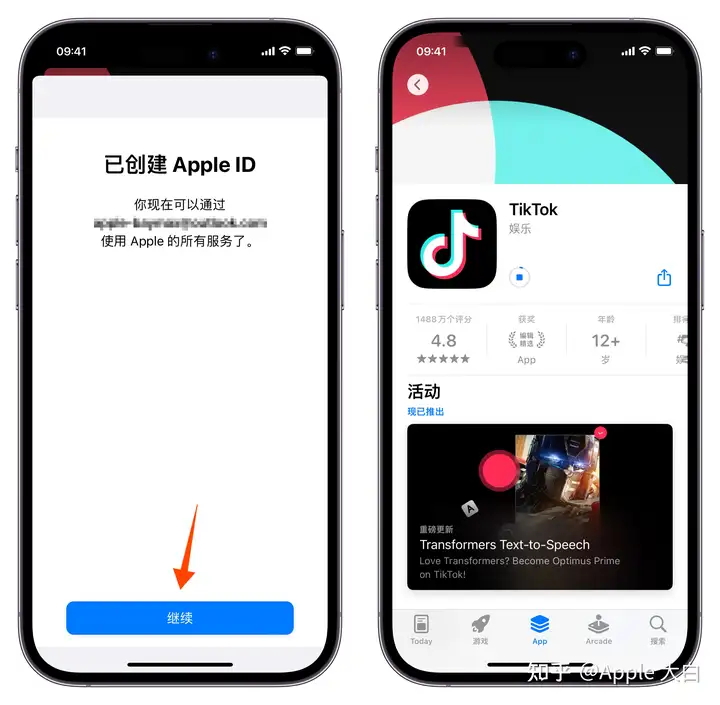 09:41
已创建 Apple ID
你现在可以通过
使用 Apple 的所有服务了。
继续
09:41
TikTok
娱乐
1488万个评分
4.8
获奖
编辑
精选
App
年龄
12+
岁
活动
现已推出
A
重磅更新
Transformers Text-to-Speech
Love Transformers? Become Optimus Prime
on TikTok!
Today
游戏
App
Arcade
搜索
知乎 @Apple 大白